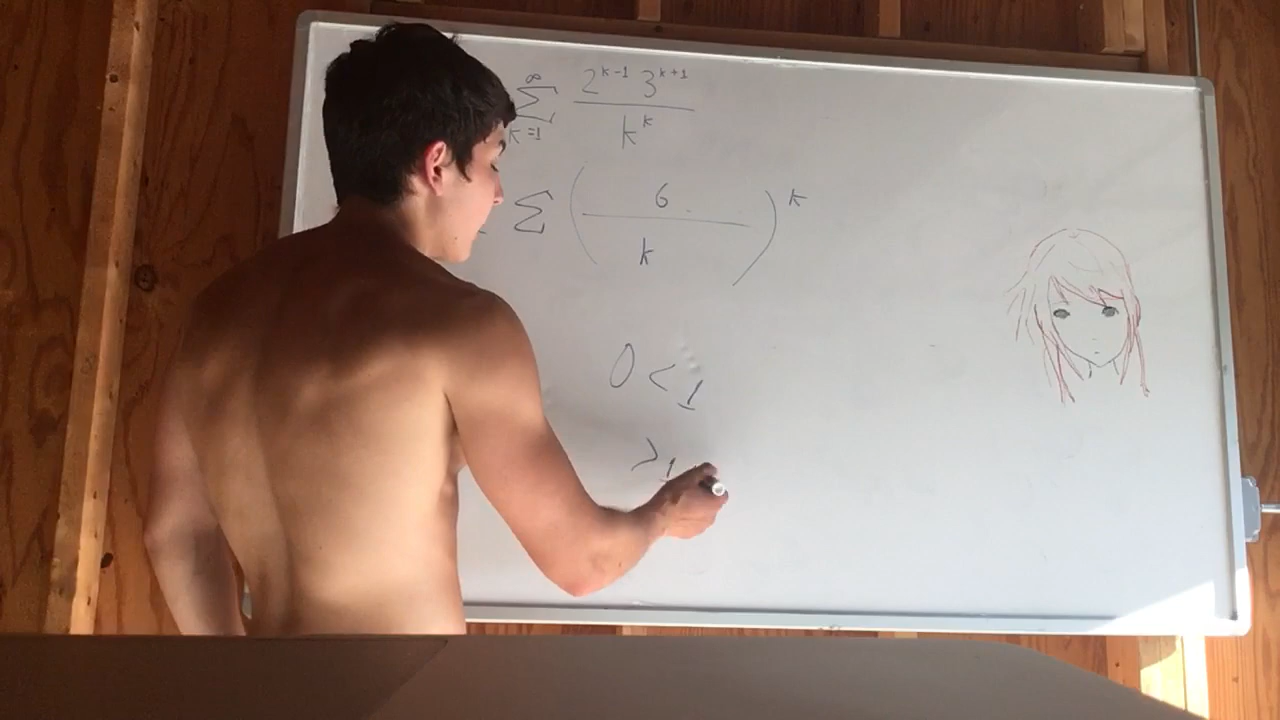 ∞
Σ 2^{k-1} 3^{k+1} / k^k
k=1
Σ ( 6 / k )^k
0 < 1
> 1